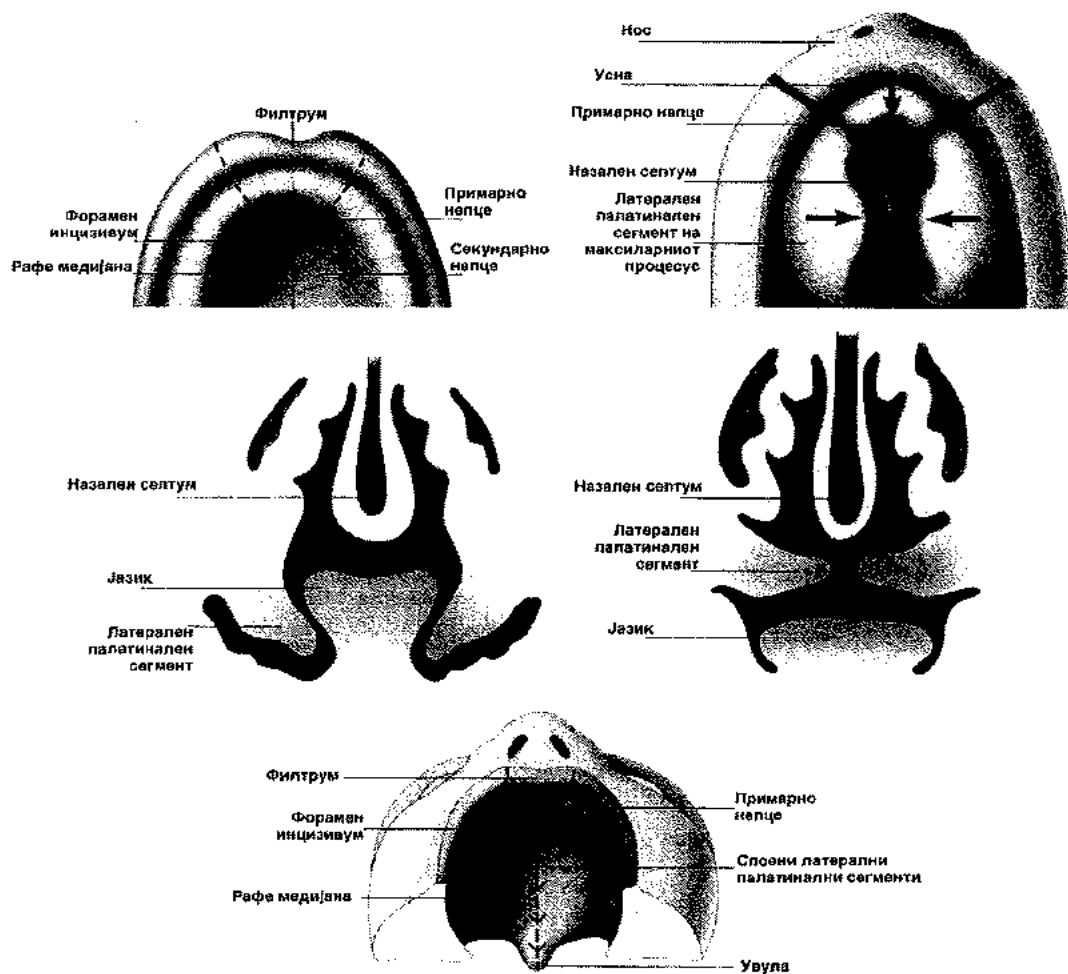 Филтрум
Примарно
непце
Форамен
инцизивум
Секундарно
непце
Рафе медијана
Нос
Усна
Примарно непце
Назален септум
Латерален
палатинален
сегмент на
максиларниот
процесус
Назален септум
Јазик
Латерален
палатинален
сегмент
Назален септум
Латерален
палатинален
сегмент
Јазик
Филтрум
Примарно
непце
Форамен
инцизивум
Споени латерални
палатинални сегменти
Рафе медијана
Увула